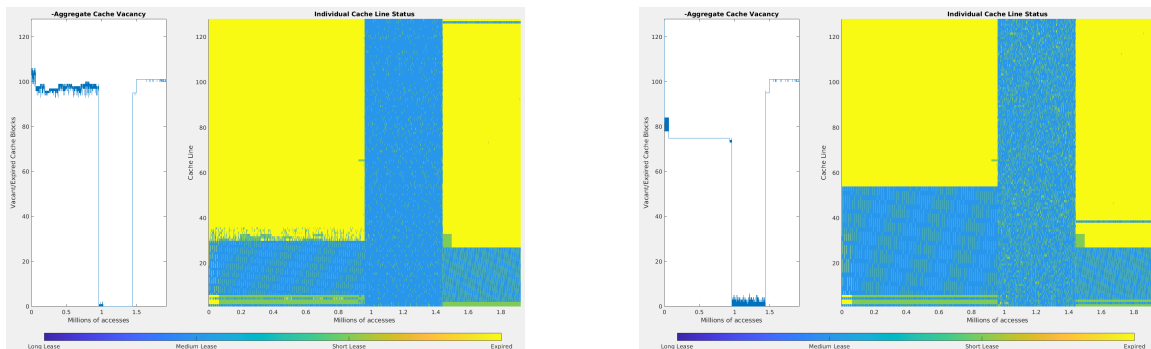 -Aggregate Cache Vacancy
Individual Cache Line Status
Vacant/Expired Cache Blocks
120
100
80
60
40
20
0
0 0.5 1 1.5
Millions of accesses
Cache Line
120
100
80
60
40
20
0
0 0.2 0.4 0.6 0.8 1 1.2 1.4 1.6 1.8
Millions of accesses
Long Lease Medium Lease Short Lease Expired
-Aggregate Cache Vacancy
Individual Cache Line Status
Vacant/Expired Cache Blocks
120
100
80
60
40
20
0
0 0.5 1 1.5
Millions of accesses
Cache Line
120
100
80
60
40
20
0
0 0.2 0.4 0.6 0.8 1 1.2 1.4 1.6 1.8
Millions of accesses
Long Lease Medium Lease Short Lease Expired